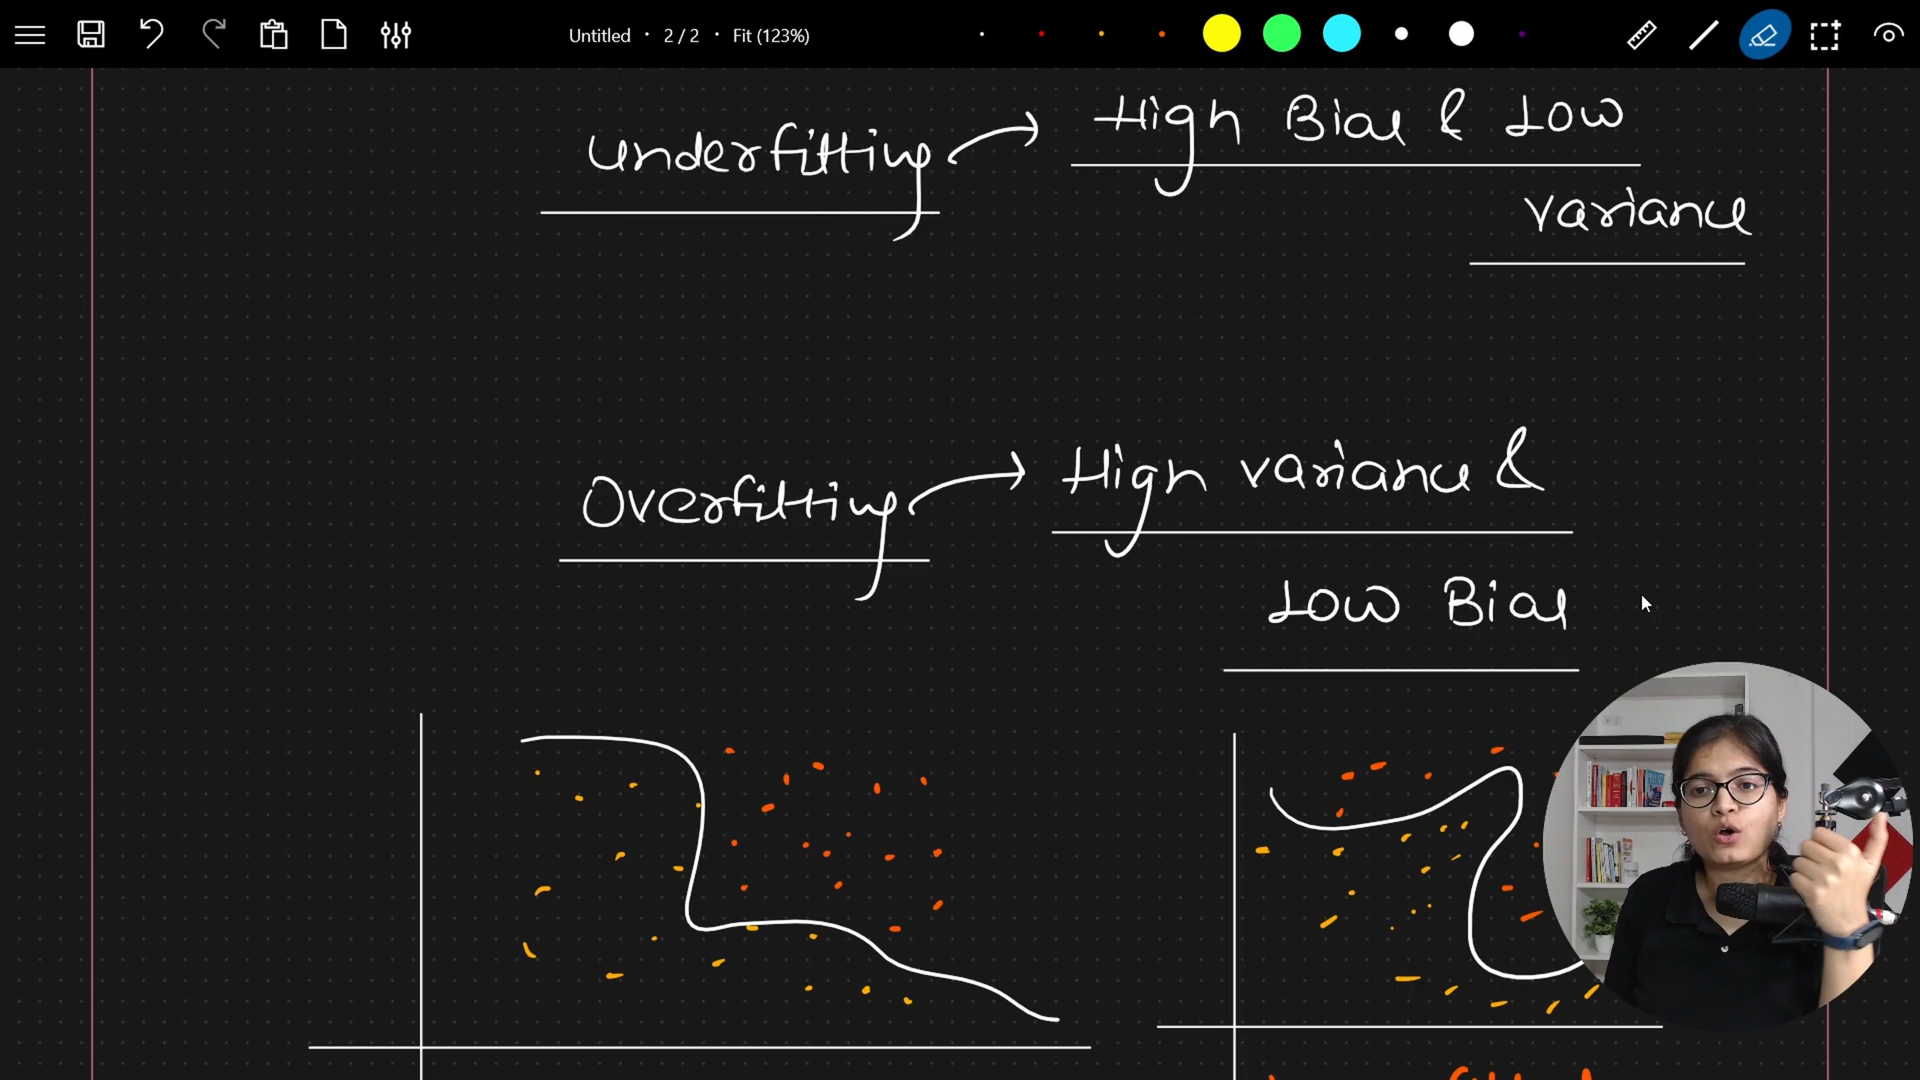 Untitled • 2 / 2 • Fit (123%)
Underfitting → High Bias & Low
variance
Overfitting → High variance &
Low Bias